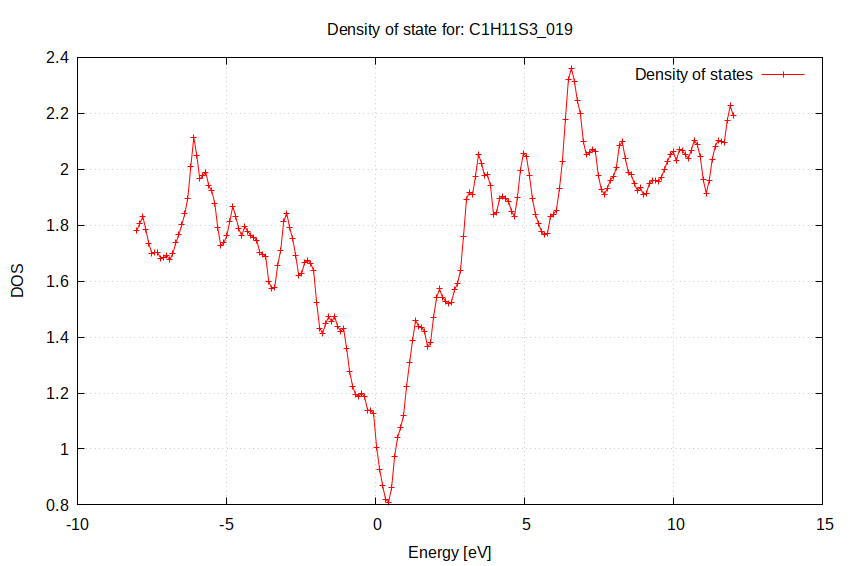 Density of state for: C1H11S3_019
Density of states
DOS
2.4
2.2
2
1.8
1.6
1.4
1.2
1
0.8
-10 -5 0 5 10 15
Energy [eV]